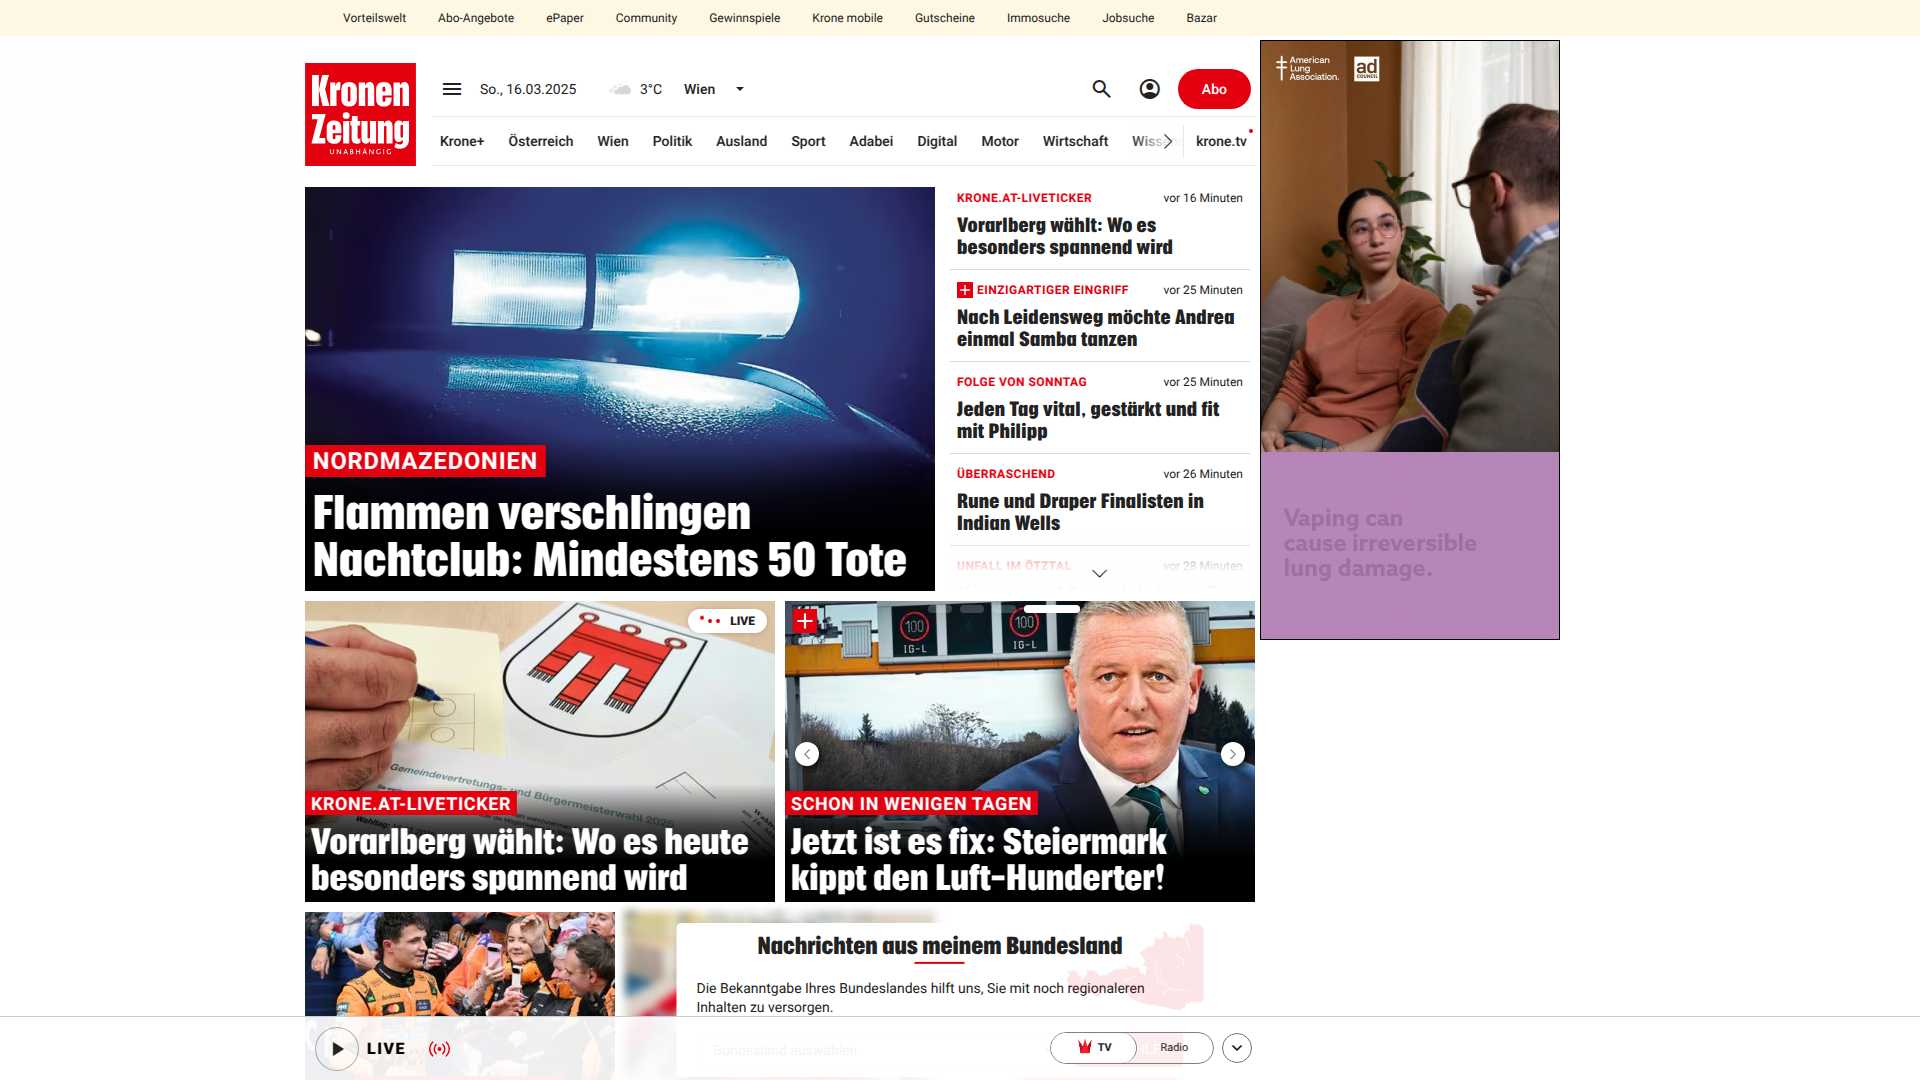 Vorteilswelt Abo-Angebote ePaper Community Gewinnspiele Krone mobile Gutscheine Immosuche Jobsuche Bazar
Kronen
Zeitung
UNABHÄNGIG
So., 16.03.2025 3°C Wien
Abo
Krone+ Österreich Wien Politik Ausland Sport Adabei Digital Motor Wirtschaft krone.tv
NORDMAZEDONIEN
Flammen verschlingen
Nachtclub: Mindestens 50 Tote
KRONE.AT-LIVETICKER vor 16 Minuten
Vorarlberg wählt: Wo es
besonders spannend wird
EINZIGARTIGER EINGRIFF vor 25 Minuten
Nach Leidensweg möchte Andrea
einmal Samba tanzen
FOLGE VON SONNTAG vor 25 Minuten
Jeden Tag vital, gestärkt und fit
mit Philipp
ÜBERRASCHEND vor 26 Minuten
Rune und Draper Finalisten in
Indian Wells
UNFALL IM ÖTZTAL vor 28 Minuten
American
Lung
Association.
ad
COUNCIL
Vaping can
cause irreversible
lung damage.
LIVE
Gemeindevertretungs- und Bürgermeisterwahl 2025
KRONE.AT-LIVETICKER
Vorarlberg wählt: Wo es heute
besonders spannend wird
100 100
IG-L IG-L
SCHON IN WENIGEN TAGEN
Jetzt ist es fix: Steiermark
kippt den Luft-Hunderter!
Nachrichten aus meinem Bundesland
Die Bekanntgabe Ihres Bundeslandes hilft uns, Sie mit noch regionaleren
Inhalten zu versorgen.
Bundesland auswählen
LIVE
TV Radio